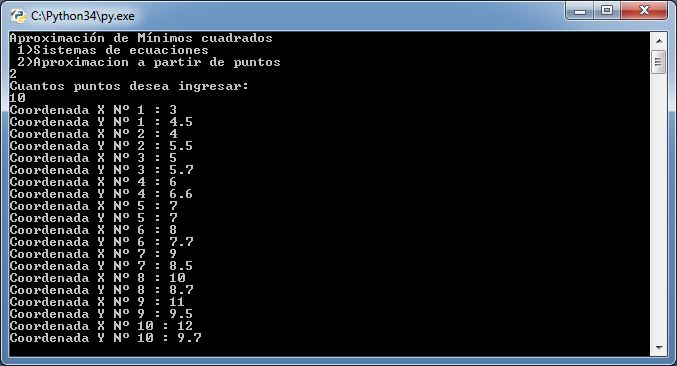 C:\Python34\py.exe
Aproximación de Mínimos cuadrados
1)Sistemas de ecuaciones
2)Aproximacion a partir de puntos
2
Cuantos puntos desea ingresar:
10
Coordenada X Nº 1 : 3
Coordenada Y Nº 1 : 4.5
Coordenada X Nº 2 : 4
Coordenada Y Nº 2 : 5.5
Coordenada X Nº 3 : 5
Coordenada Y Nº 3 : 5.7
Coordenada X Nº 4 : 6
Coordenada Y Nº 4 : 6.6
Coordenada X Nº 5 : 7
Coordenada Y Nº 5 : 7
Coordenada X Nº 6 : 8
Coordenada Y Nº 6 : 7.7
Coordenada X Nº 7 : 9
Coordenada Y Nº 7 : 8.5
Coordenada X Nº 8 : 10
Coordenada Y Nº 8 : 8.7
Coordenada X Nº 9 : 11
Coordenada Y Nº 9 : 9.5
Coordenada X Nº 10 : 12
Coordenada Y Nº 10 : 9.7